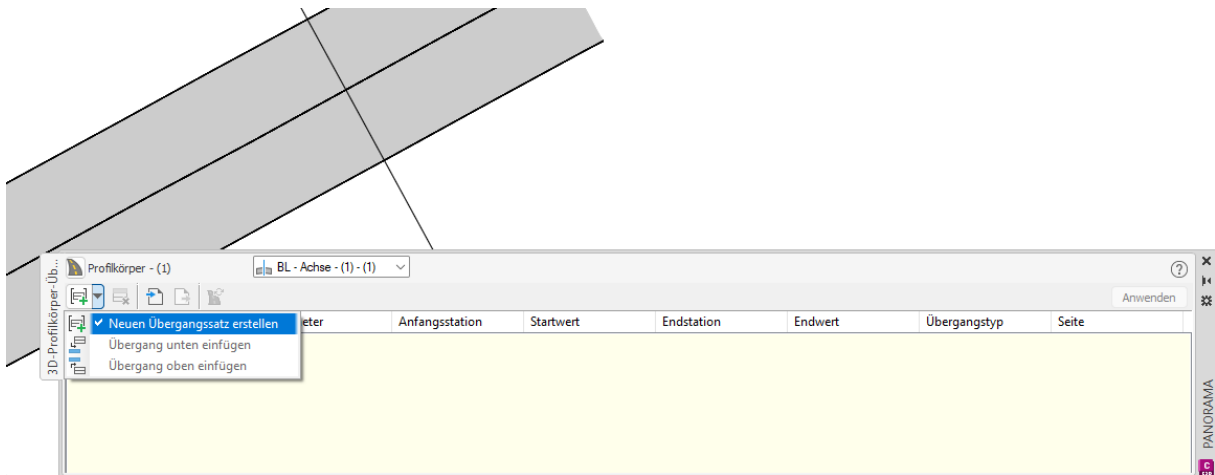 Profilkörper - (1)
BL - Achse - (1) - (1)
Anwenden
eter Anfangsstation Startwert Endstation Endwert Übergangstyp Seite
Neuen Übergangssatz erstellen
Übergang unten einfügen
Übergang oben einfügen
3D-Profilkörper-Üb...
PANORAMA